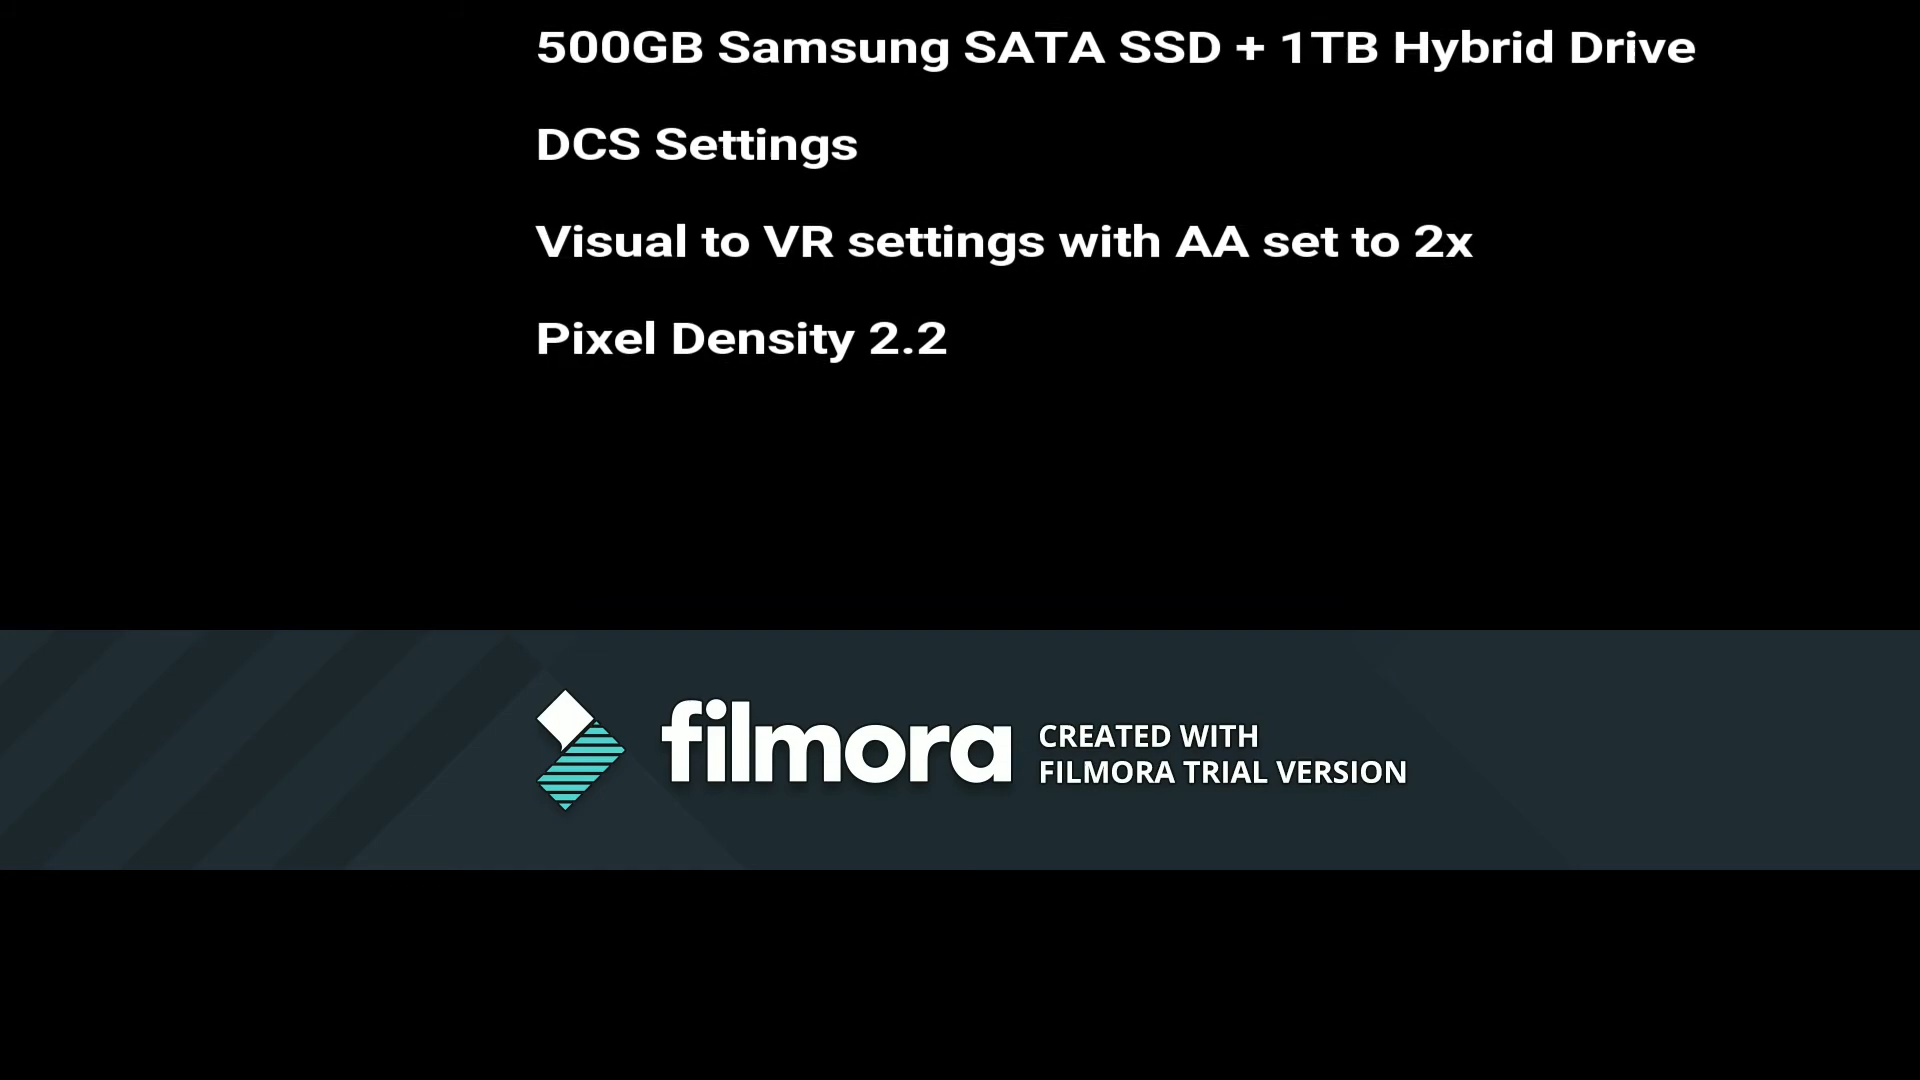 500GB Samsung SATA SSD + 1TB Hybrid Drive
DCS Settings
Visual to VR settings with AA set to 2x
Pixel Density 2.2
filmora
CREATED WITH
FILMORA TRIAL VERSION